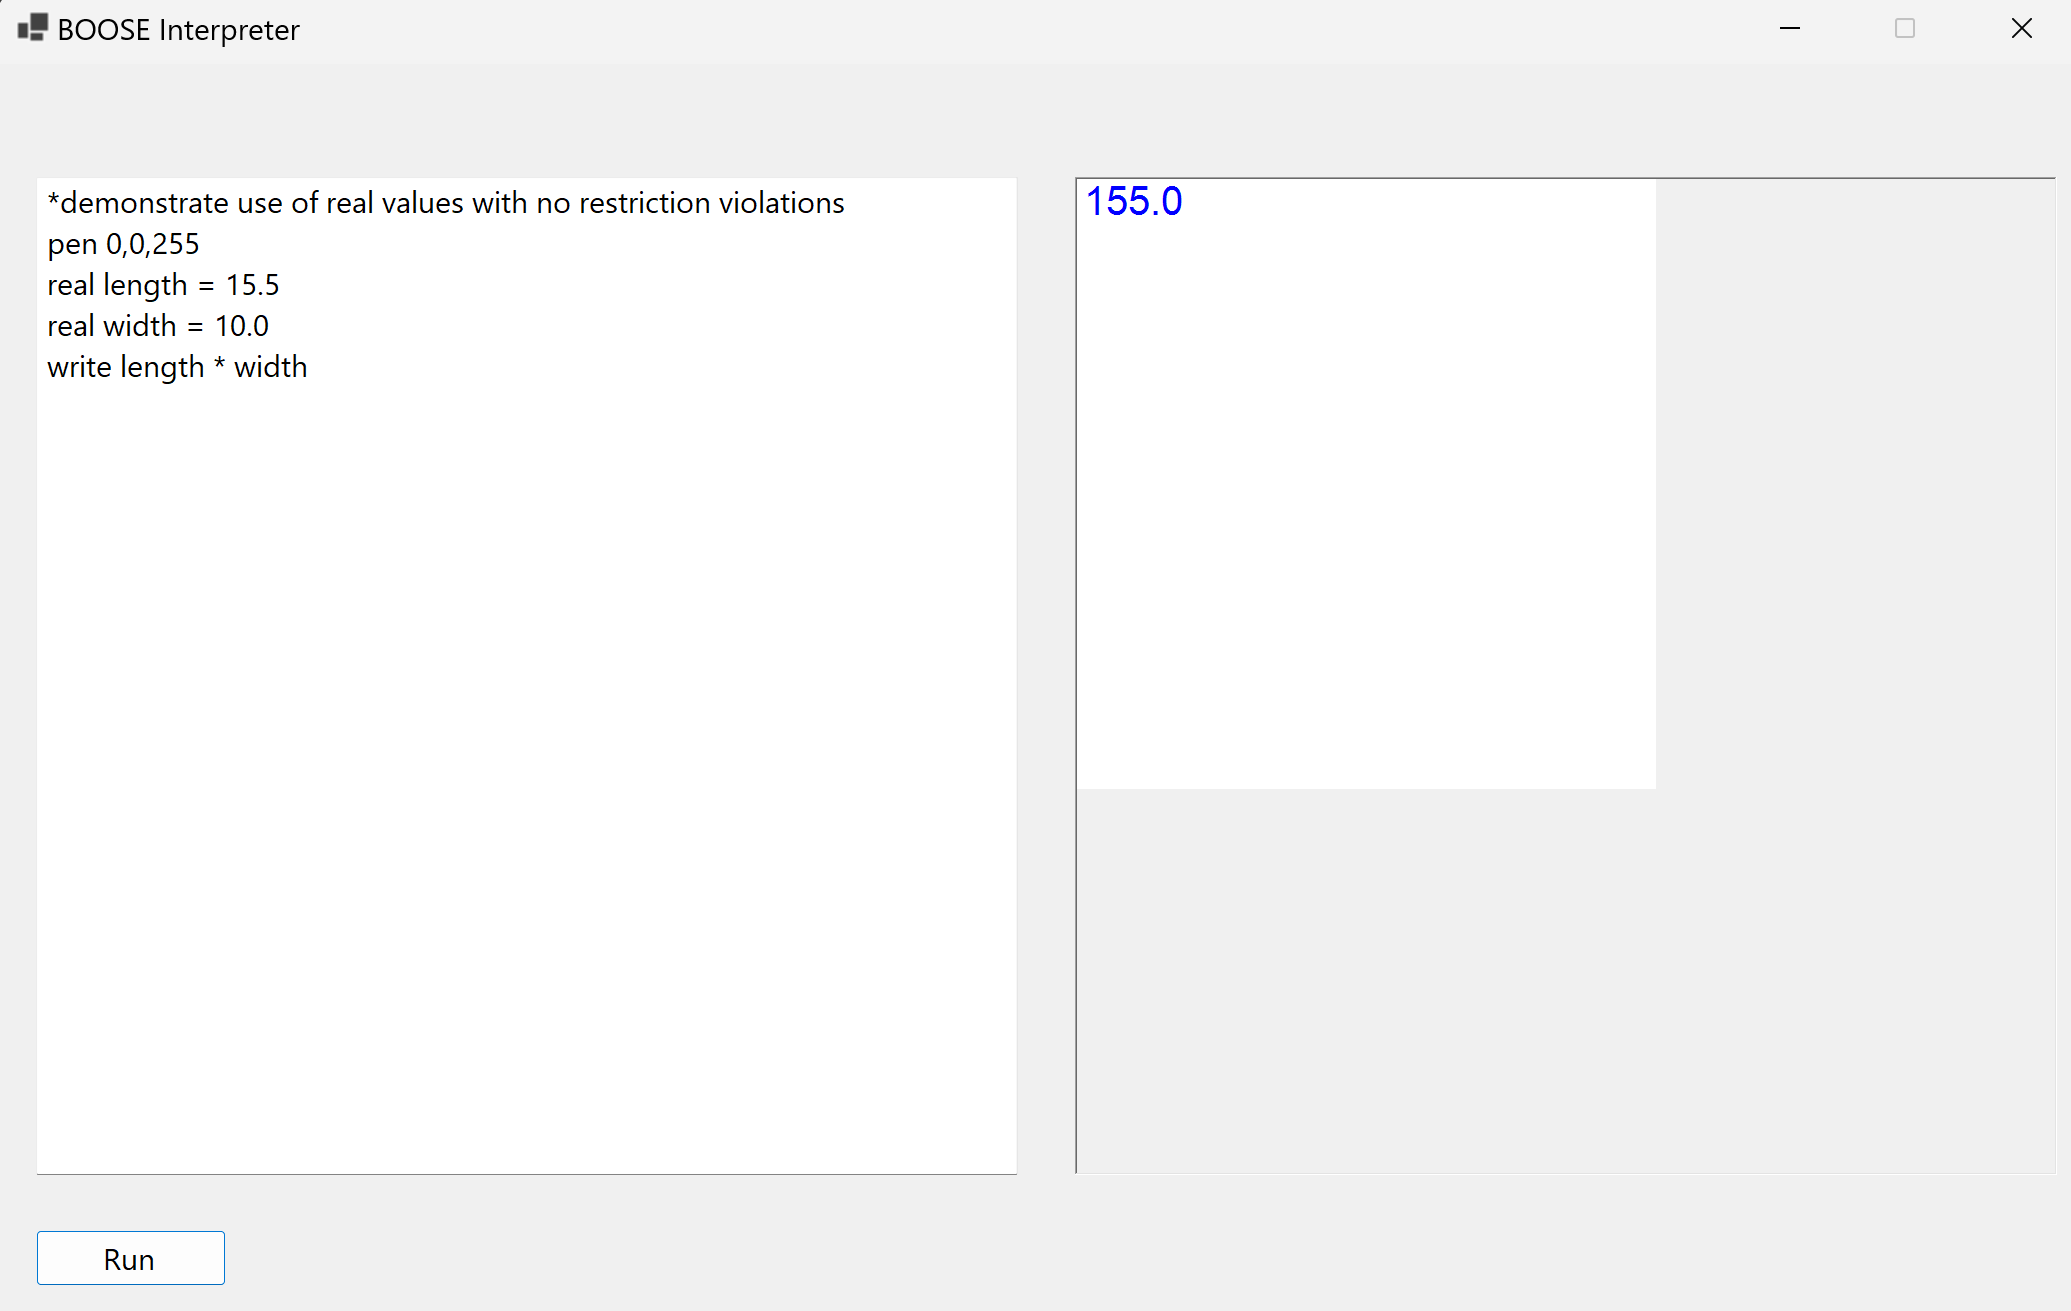 BOOSE Interpreter
*demonstrate use of real values with no restriction violations
pen 0,0,255
real length = 15.5
real width = 10.0
write length * width
155.0
Run